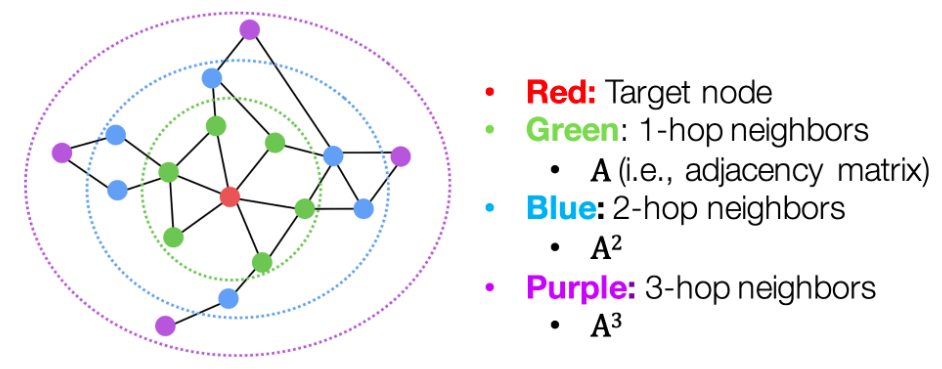 • Red: Target node
• Green: 1-hop neighbors
• A (i.e., adjacency matrix)
• Blue: 2-hop neighbors
• A²
• Purple: 3-hop neighbors
• A³